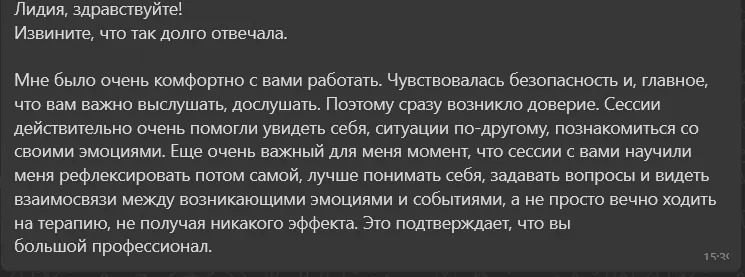 Лидия, здравствуйте!
Извините, что так долго отвечала.
Мне было очень комфортно с вами работать. Чувствовалась безопасность и, главное,
что вам важно выслушать, дослушать. Поэтому сразу возникло доверие. Сессии
действительно очень помогли увидеть себя, ситуации по-другому, познакомиться со
своими эмоциями. Еще очень важный для меня момент, что сессии с вами научили
меня рефлексировать потом самой, лучше понимать себя, задавать вопросы и видеть
взаимосвязи между возникающими эмоциями и событиями, а не просто вечно ходить
на терапию, не получая никакого эффекта. Это подтверждает, что вы
большой профессионал.